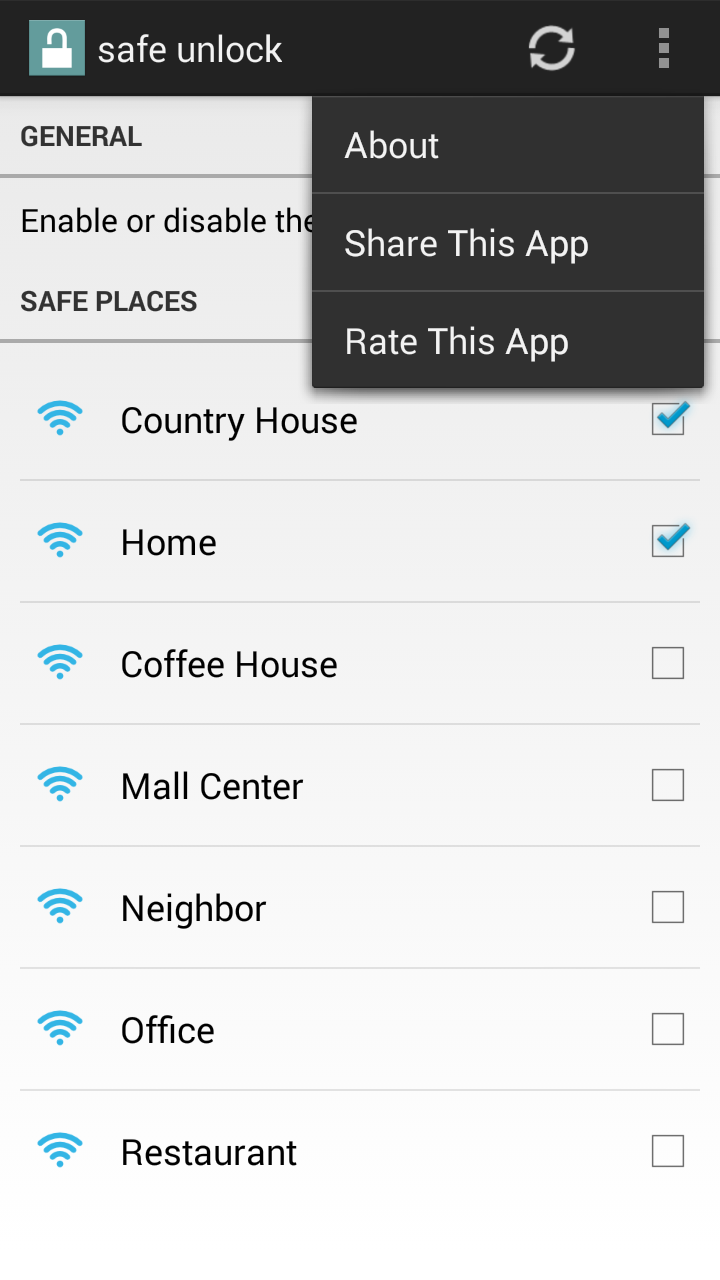 safe unlock
About
GENERAL
Share This App
Enable or disable the
Rate This App
SAFE PLACES
Country House
Home
Coffee House
Mall Center
Neighbor
Office
Restaurant